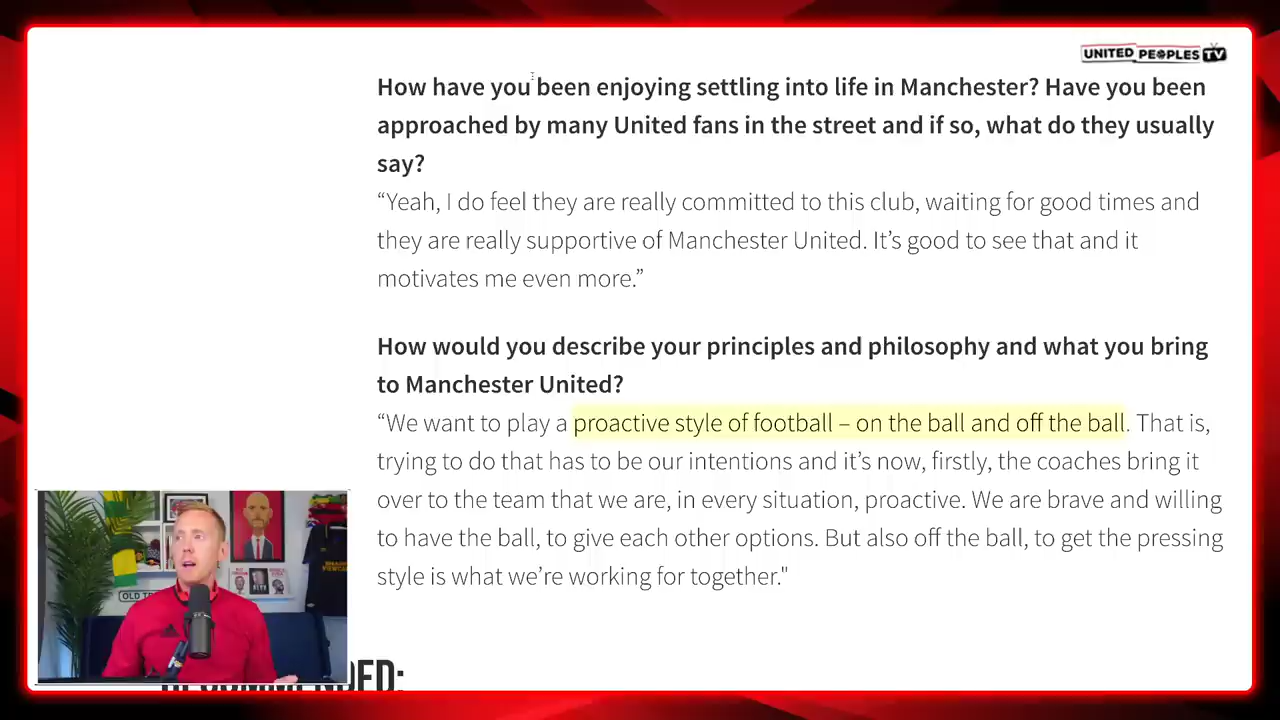 UNITED PEOPLES TV
How have you been enjoying settling into life in Manchester? Have you been
approached by many United fans in the street and if so, what do they usually
say?
“Yeah, I do feel they are really committed to this club, waiting for good times and
they are really supportive of Manchester United. It’s good to see that and it
motivates me even more.”
How would you describe your principles and philosophy and what you bring
to Manchester United?
“We want to play a proactive style of football – on the ball and off the ball. That is,
trying to do that has to be our intentions and it’s now, firstly, the coaches bring it
over to the team that we are, in every situation, proactive. We are brave and willing
to have the ball, to give each other options. But also off the ball, to get the pressing
style is what we’re working for together."
OLD